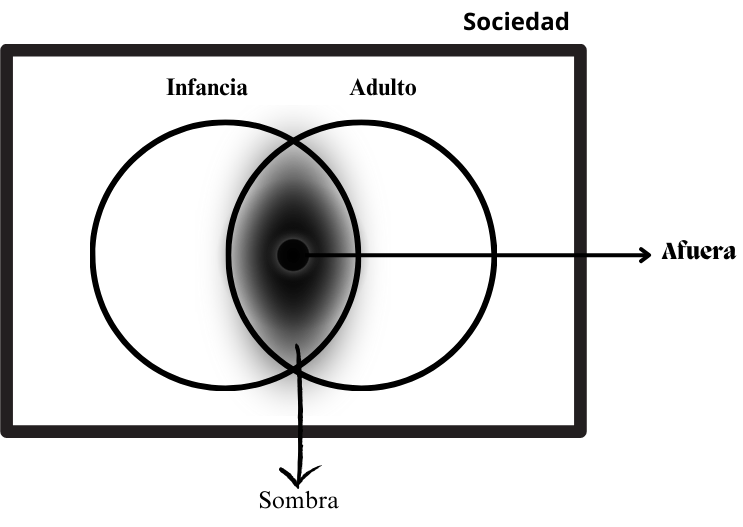 Sociedad
Infancia
Adulto
Afuera
Sombra